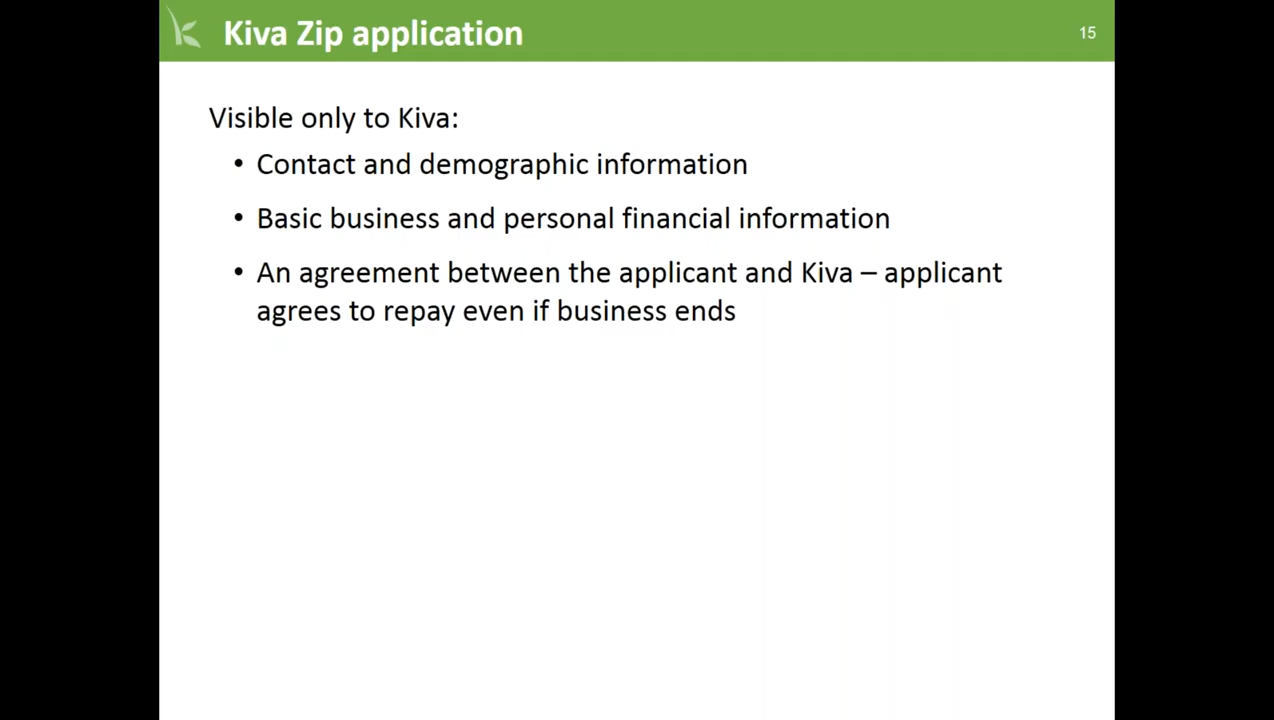 Kiva Zip application
15
Visible only to Kiva:
• Contact and demographic information
• Basic business and personal financial information
• An agreement between the applicant and Kiva – applicant
agrees to repay even if business ends